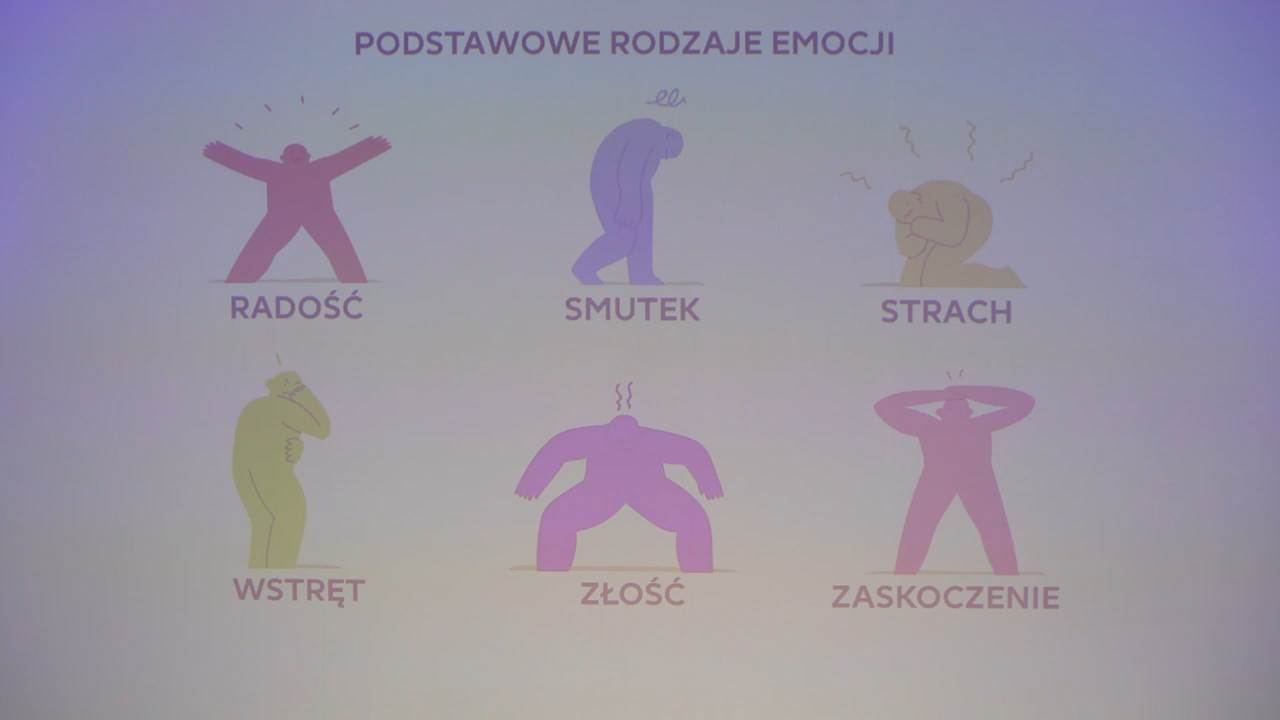 PODSTAWOWE RODZAJE EMOCJI
RADOŚĆ
SMUTEK
STRACH
WSTRĘT
ZŁOŚĆ
ZASKOCZENIE